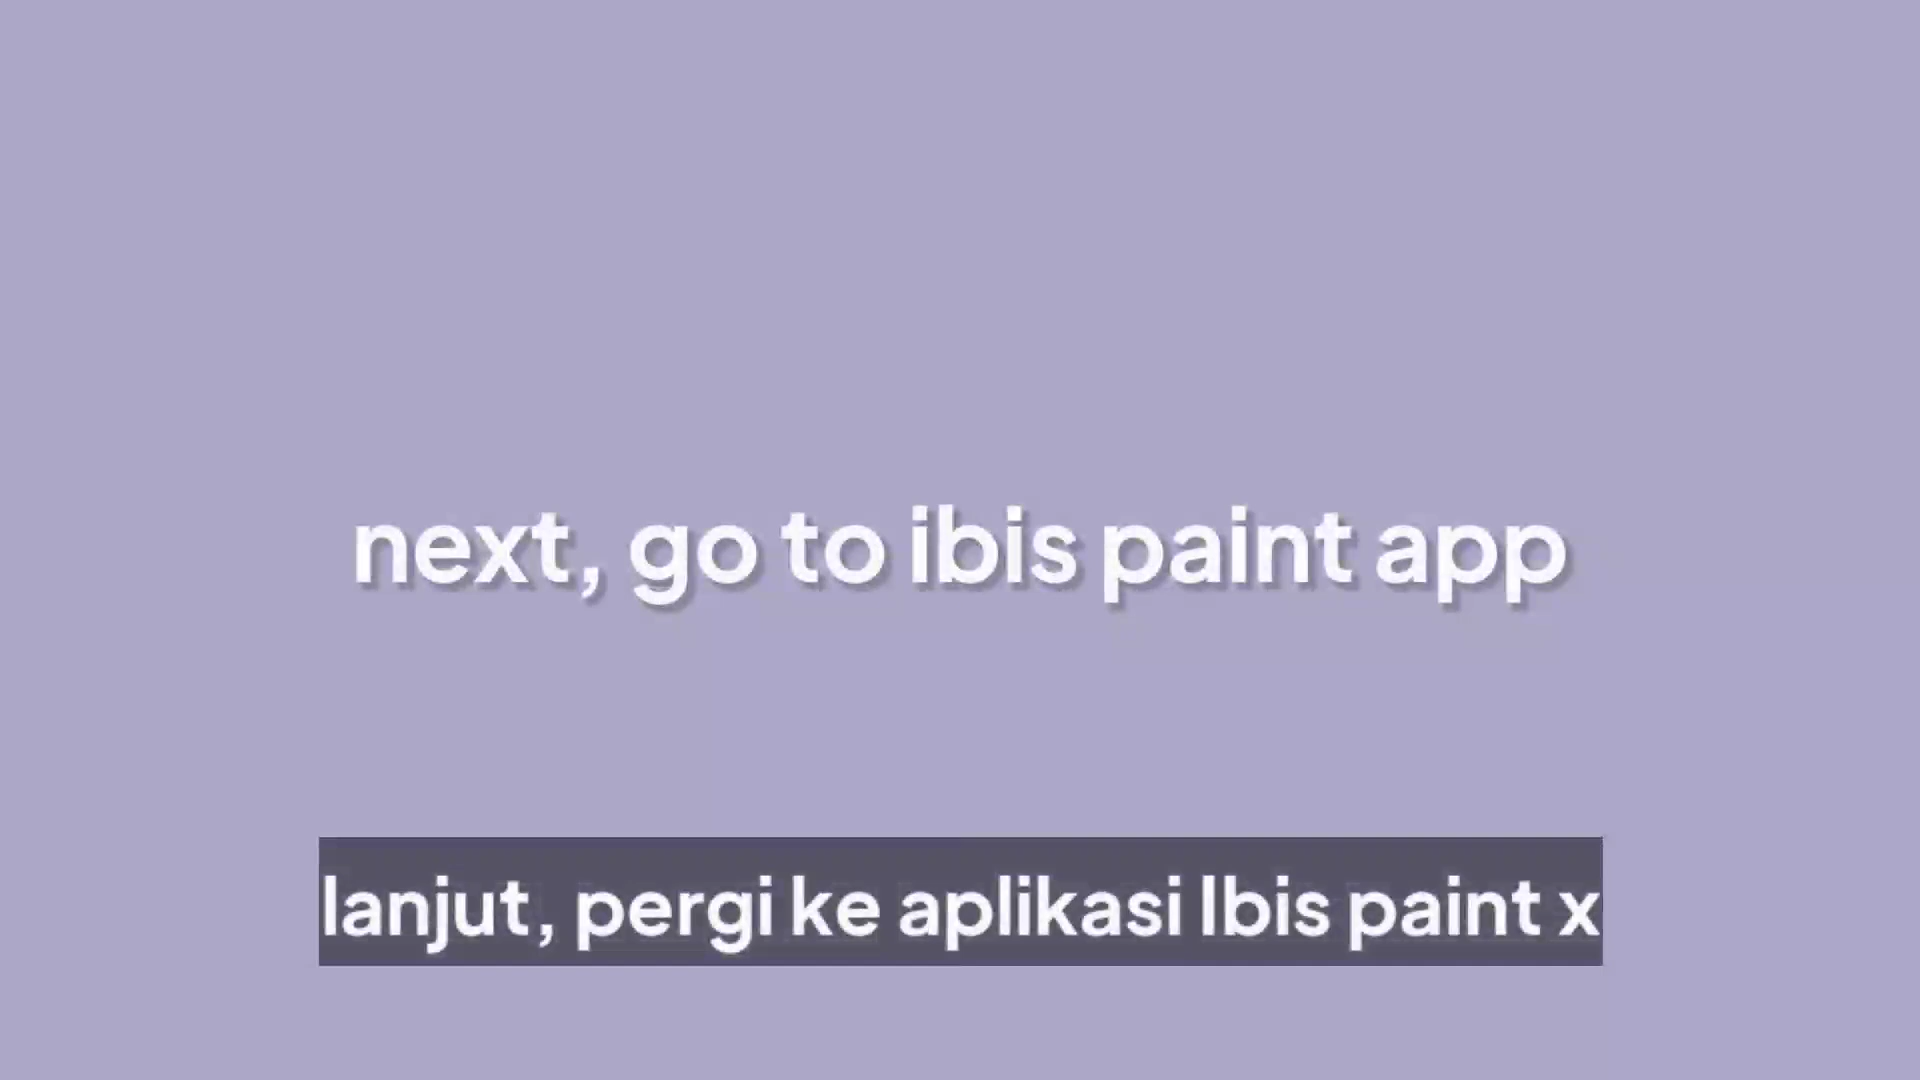 next, go to ibis paint app
lanjut, pergi ke aplikasi Ibis paint x